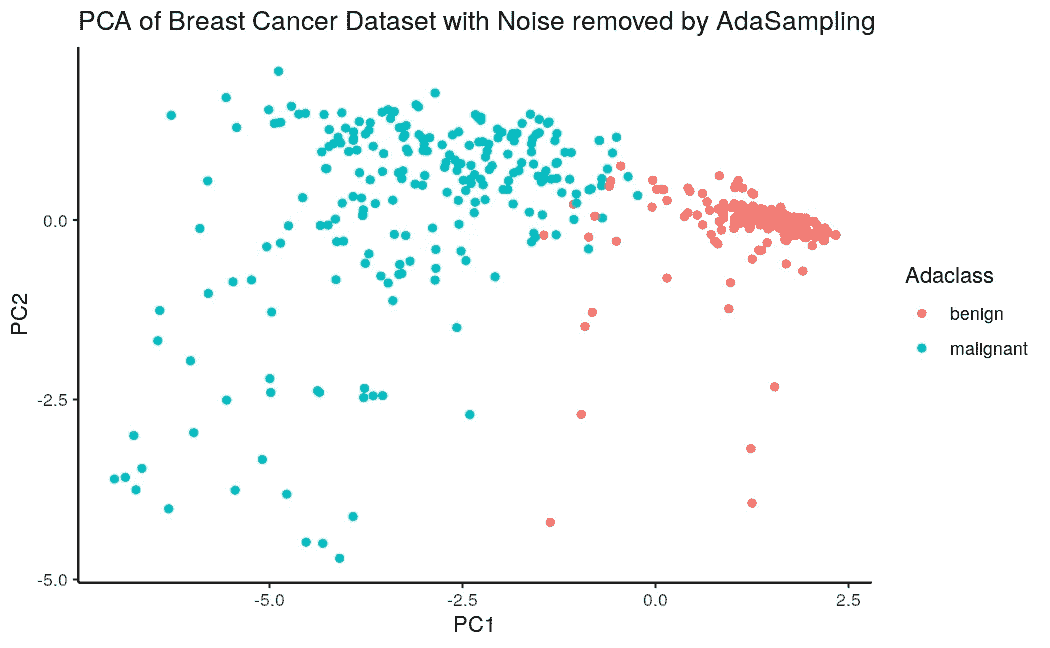 PCA of Breast Cancer Dataset with Noise removed by AdaSampling
0.0
-2.5
-5.0
PC2
-5.0
-2.5
0.0
2.5
PC1
Adaclass
benign
malignant